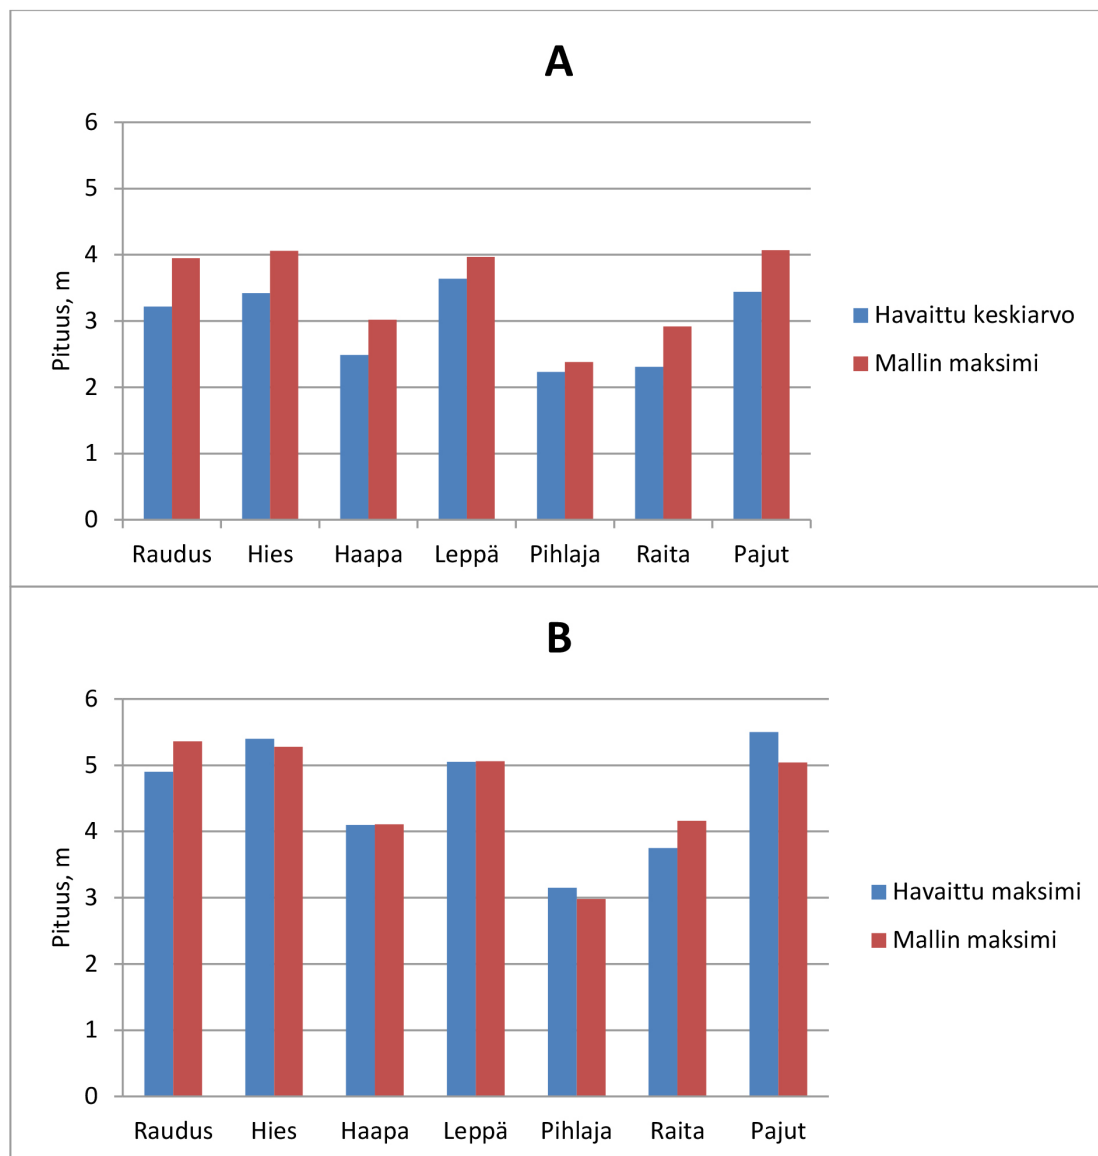 A
6
5
4
3
2
1
0
Pituus, m
Raudus Hies Haapa Leppä Pihlaja Raita Pajut
Havaittu keskiarvo
Mallin maksimi
B
6
5
4
3
2
1
0
Pituus, m
Raudus Hies Haapa Leppä Pihlaja Raita Pajut
Havaittu maksimi
Mallin maksimi